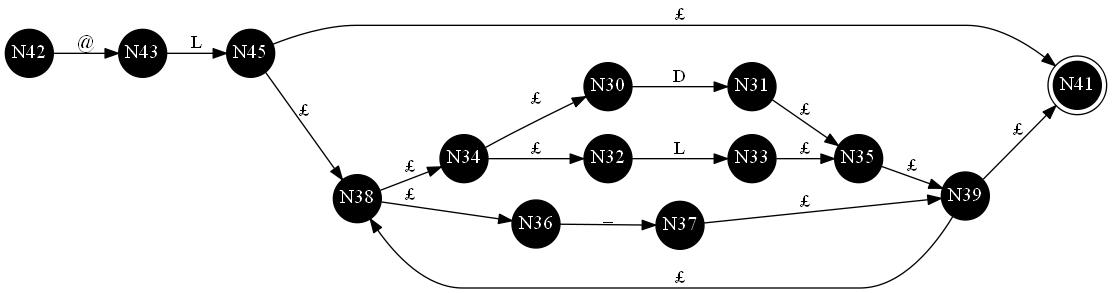 £
N42 @ N43 L N45
N30 D N31
N41
£ £ £
£
N34 £ N32 L N33 £ N35
£ £ £
£
N38 N39
N36 _ N37 £
£